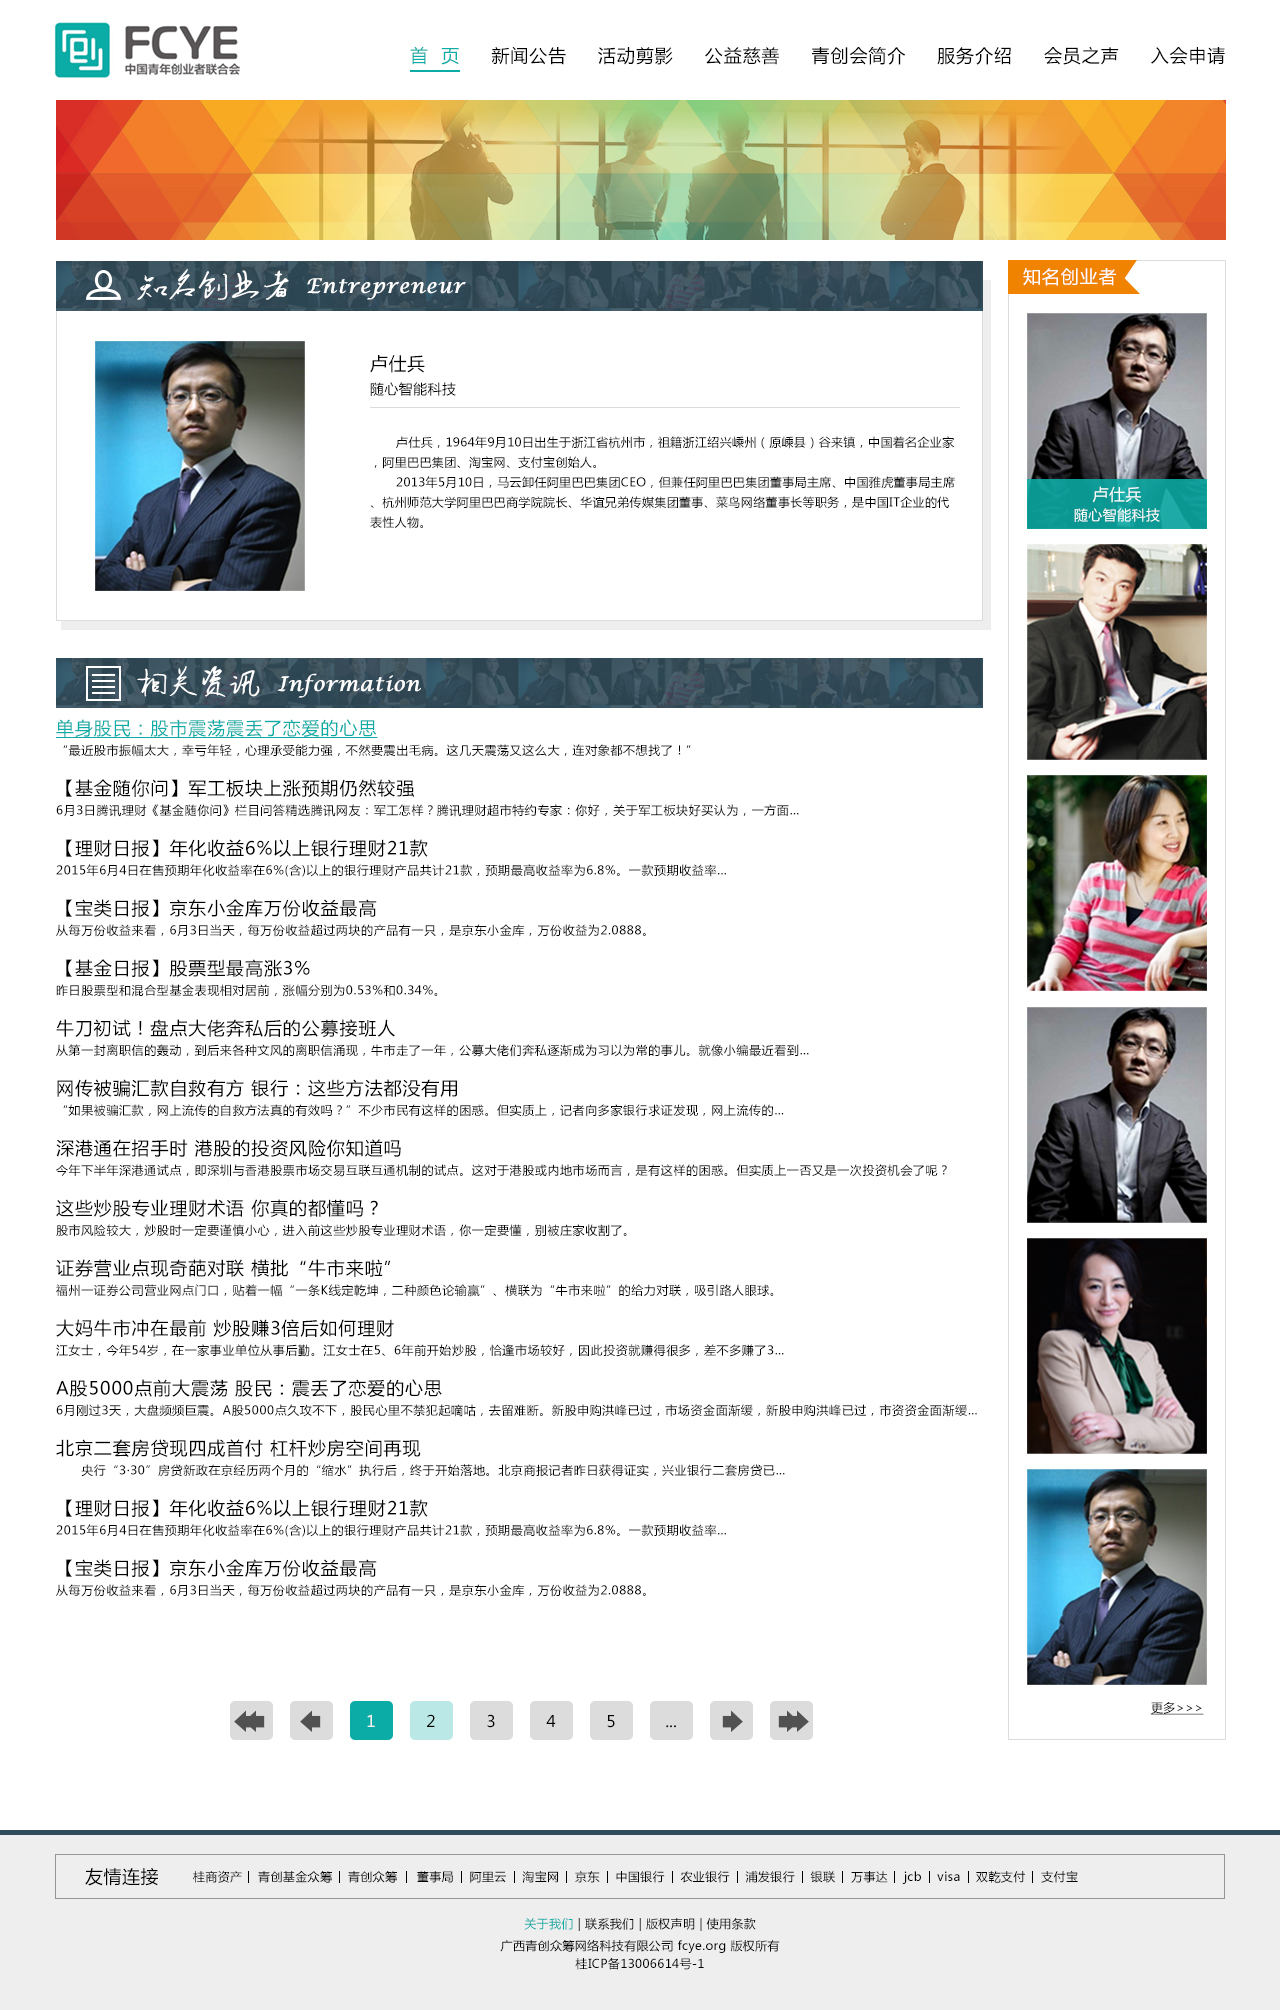 FCYE
中国青年创业者联合会
首 页 新闻公告 活动剪影 公益慈善 青创会简介 服务介绍 会员之声 入会申请
知名创业者 Entrepreneur
卢仕兵
随心智能科技
卢仕兵，1964年9月10日出生于浙江省杭州市，祖籍浙江绍兴嵊州（原嵊县）谷来镇，中国着名企业家
，阿里巴巴集团、淘宝网、支付宝创始人。
2013年5月10日，马云卸任阿里巴巴集团CEO，但兼任阿里巴巴集团董事局主席、中国雅虎董事局主席
、杭州师范大学阿里巴巴商学院院长、华谊兄弟传媒集团董事、菜鸟网络董事长等职务，是中国IT企业的代
表性人物。
相关资讯 Information
单身股民：股市震荡震丢了恋爱的心思
“最近股市振幅太大，幸亏年轻，心理承受能力强，不然要震出毛病。这几天震荡又这么大，连对象都不想找了！”
【基金随你问】军工板块上涨预期仍然较强
6月3日腾讯理财《基金随你问》栏目问答精选腾讯网友：军工怎样？腾讯理财超市特约专家：你好，关于军工板块好买认为，一方面...
【理财日报】年化收益6%以上银行理财21款
2015年6月4日在售预期年化收益率在6%(含)以上的银行理财产品共计21款，预期最高收益率为6.8%。一款预期收益率...
【宝类日报】京东小金库万份收益最高
从每万份收益来看，6月3日当天，每万份收益超过两块的产品有一只，是京东小金库，万份收益为2.0888。
【基金日报】股票型最高涨3%
昨日股票型和混合型基金表现相对居前，涨幅分别为0.53%和0.34%。
牛刀初试！盘点大佬奔私后的公募接班人
从第一封离职信的轰动，到后来各种文风的离职信涌现，牛市走了一年，公募大佬们奔私逐渐成为习以为常的事儿。就像小编最近看到...
网传被骗汇款自救有方 银行：这些方法都没有用
“如果被骗汇款，网上流传的自救方法真的有效吗？”不少市民有这样的困惑。但实质上，记者向多家银行求证发现，网上流传的...
深港通在招手时 港股的投资风险你知道吗
今年下半年深港通试点，即深圳与香港股票市场交易互联互通机制的试点。这对于港股或内地市场而言，是有这样的困惑。但实质上一否又是一次投资机会了呢？
这些炒股专业理财术语 你真的都懂吗？
股市风险较大，炒股时一定要谨慎小心，进入前这些炒股专业理财术语，你一定要懂，别被庄家收割了。
证券营业点现奇葩对联 横批“牛市来啦”
福州一证券公司营业网点门口，贴着一幅“一条K线定乾坤，二种颜色论输赢”、横联为“牛市来啦”的给力对联，吸引路人眼球。
大妈牛市冲在最前 炒股赚3倍后如何理财
江女士，今年54岁，在一家事业单位从事后勤。江女士在5、6年前开始炒股，恰逢市场较好，因此投资就赚得很多，差不多赚了3...
A股5000点前大震荡 股民：震丢了恋爱的心思
6月刚过3天，大盘频频巨震。A股5000点久攻不下，股民心里不禁犯起嘀咕，去留难断。新股申购洪峰已过，市场资金面渐缓，新股申购洪峰已过，市资资金面渐缓...
北京二套房贷现四成首付 杠杆炒房空间再现
央行“3·30”房贷新政在京经历两个月的“缩水”执行后，终于开始落地。北京商报记者昨日获得证实，兴业银行二套房贷已...
【理财日报】年化收益6%以上银行理财21款
2015年6月4日在售预期年化收益率在6%(含)以上的银行理财产品共计21款，预期最高收益率为6.8%。一款预期收益率...
【宝类日报】京东小金库万份收益最高
从每万份收益来看，6月3日当天，每万份收益超过两块的产品有一只，是京东小金库，万份收益为2.0888。
1 2 3 4 5 ...
知名创业者
卢仕兵
随心智能科技
更多>>>
友情连接 桂商资产 | 青创基金众筹 | 青创众筹 | 董事局 | 阿里云 | 淘宝网 | 京东 | 中国银行 | 农业银行 | 浦发银行 | 银联 | 万事达 | jcb | visa | 双乾支付 | 支付宝
关于我们 | 联系我们 | 版权声明 | 使用条款
广西青创众筹网络科技有限公司 fcye.org 版权所有
桂ICP备13006614号-1